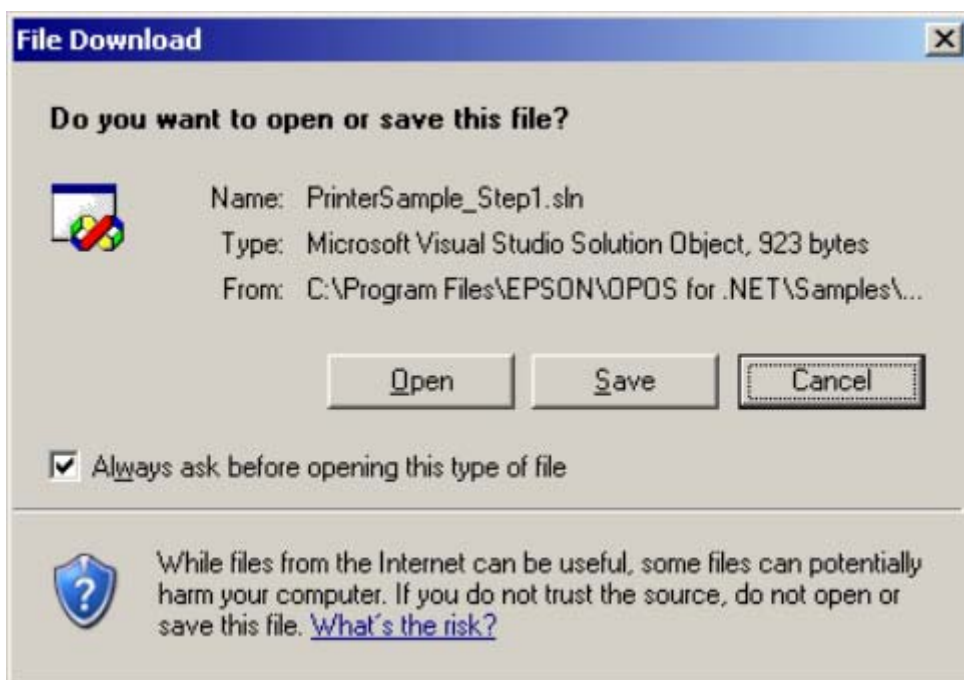 File Download
Do you want to open or save this file?
Name: PrinterSample_Step1.sln
Type: Microsoft Visual Studio Solution Object, 923 bytes
From: C:\Program Files\EPSON\OPOS for .NET\Samples\...
Open Save Cancel
Always ask before opening this type of file
While files from the Internet can be useful, some files can potentially
harm your computer. If you do not trust the source, do not open or
save this file. What's the risk?